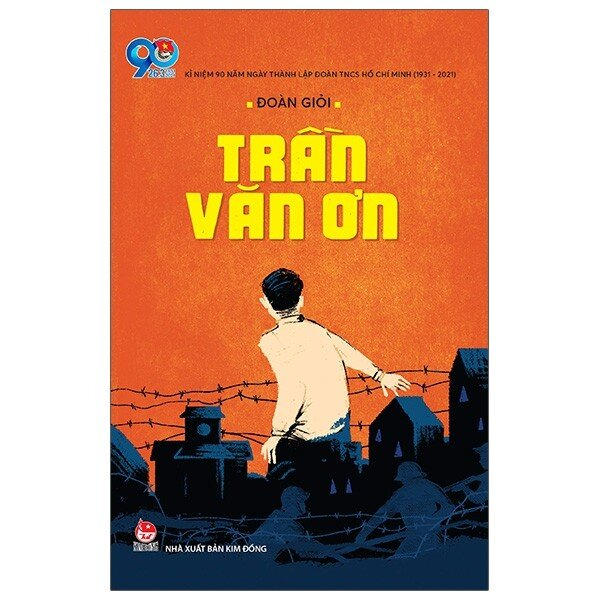 90
KỈ NIỆM 90 NĂM NGÀY THÀNH LẬP ĐOÀN TNCS HỒ CHÍ MINH (1931 - 2021)
ĐOÀN GIỎI
TRẦN
VĂN ƠN
NHÀ XUẤT BẢN KIM ĐỒNG